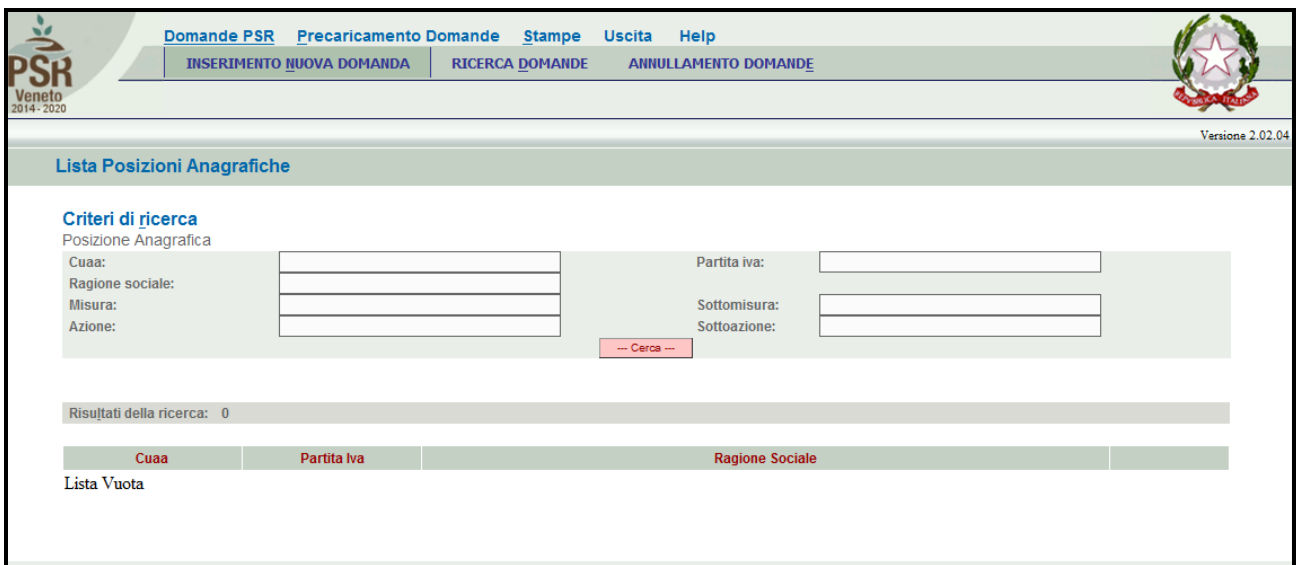 Domande PSR Precaricamento Domande Stampe Uscita Help
INSERIMENTO NUOVA DOMANDA RICERCA DOMANDE ANNULLAMENTO DOMANDE
PSR
Veneto
2014 - 2020
REPVBBLICA ITALIANA
Versione 2.02.04
Lista Posizioni Anagrafiche
Criteri di ricerca
Posizione Anagrafica
Cuaa: Partita iva:
Ragione sociale:
Misura: Sottomisura:
Azione: Sottoazione:
--- Cerca ---
Risultati della ricerca: 0
Cuaa Partita Iva Ragione Sociale
Lista Vuota